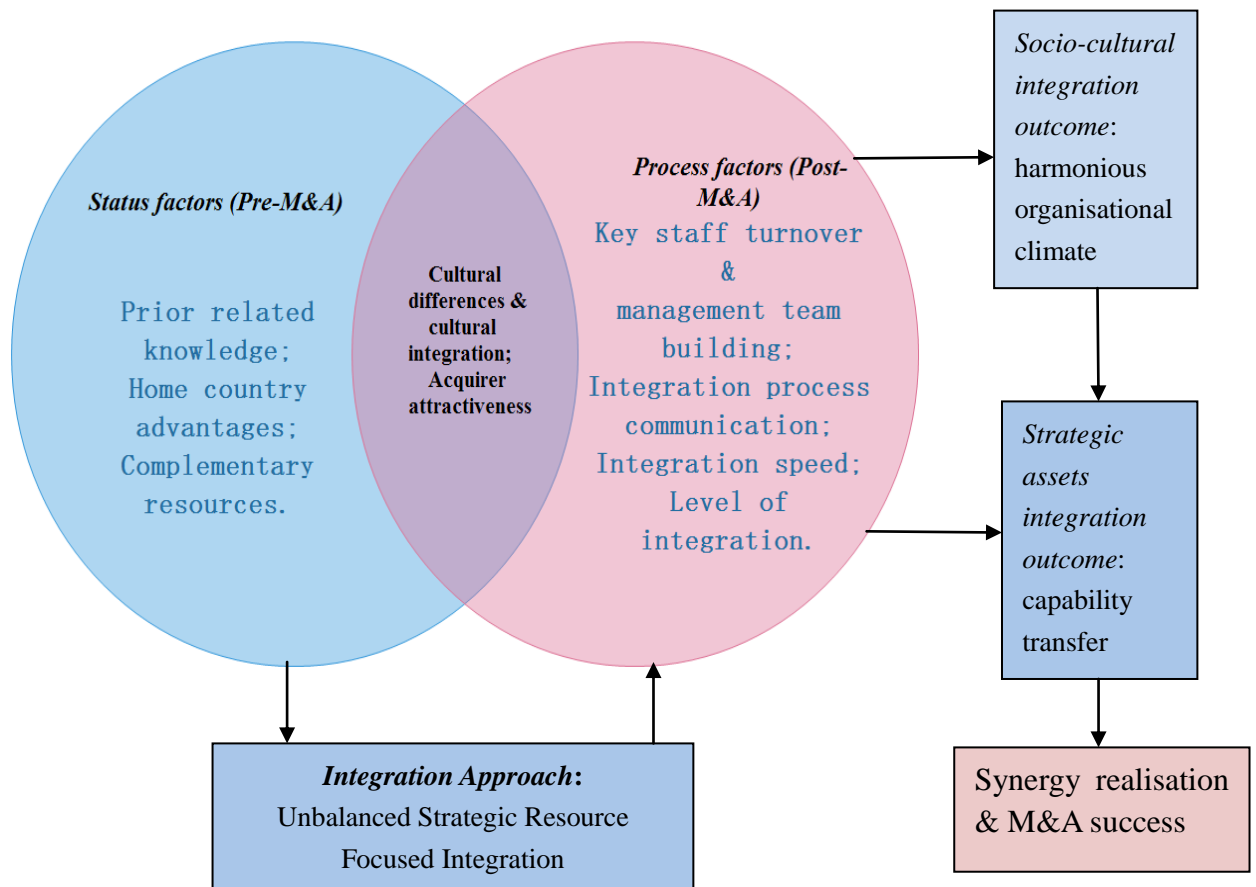 Status factors (Pre-M&A)
Prior related
knowledge;
Home country
advantages;
Complementary
resources.
Cultural
differences &
cultural
integration;
Acquirer
attractiveness
Process factors (Post-
M&A)
Key staff turnover
&
management team
building;
Integration process
communication;
Integration speed;
Level of
integration.
Socio-cultural
integration
outcome:
harmonious
organisational
climate
Strategic
assets
integration
outcome:
capability
transfer
Integration Approach:
Unbalanced Strategic Resource
Focused Integration
Synergy realisation
& M&A success